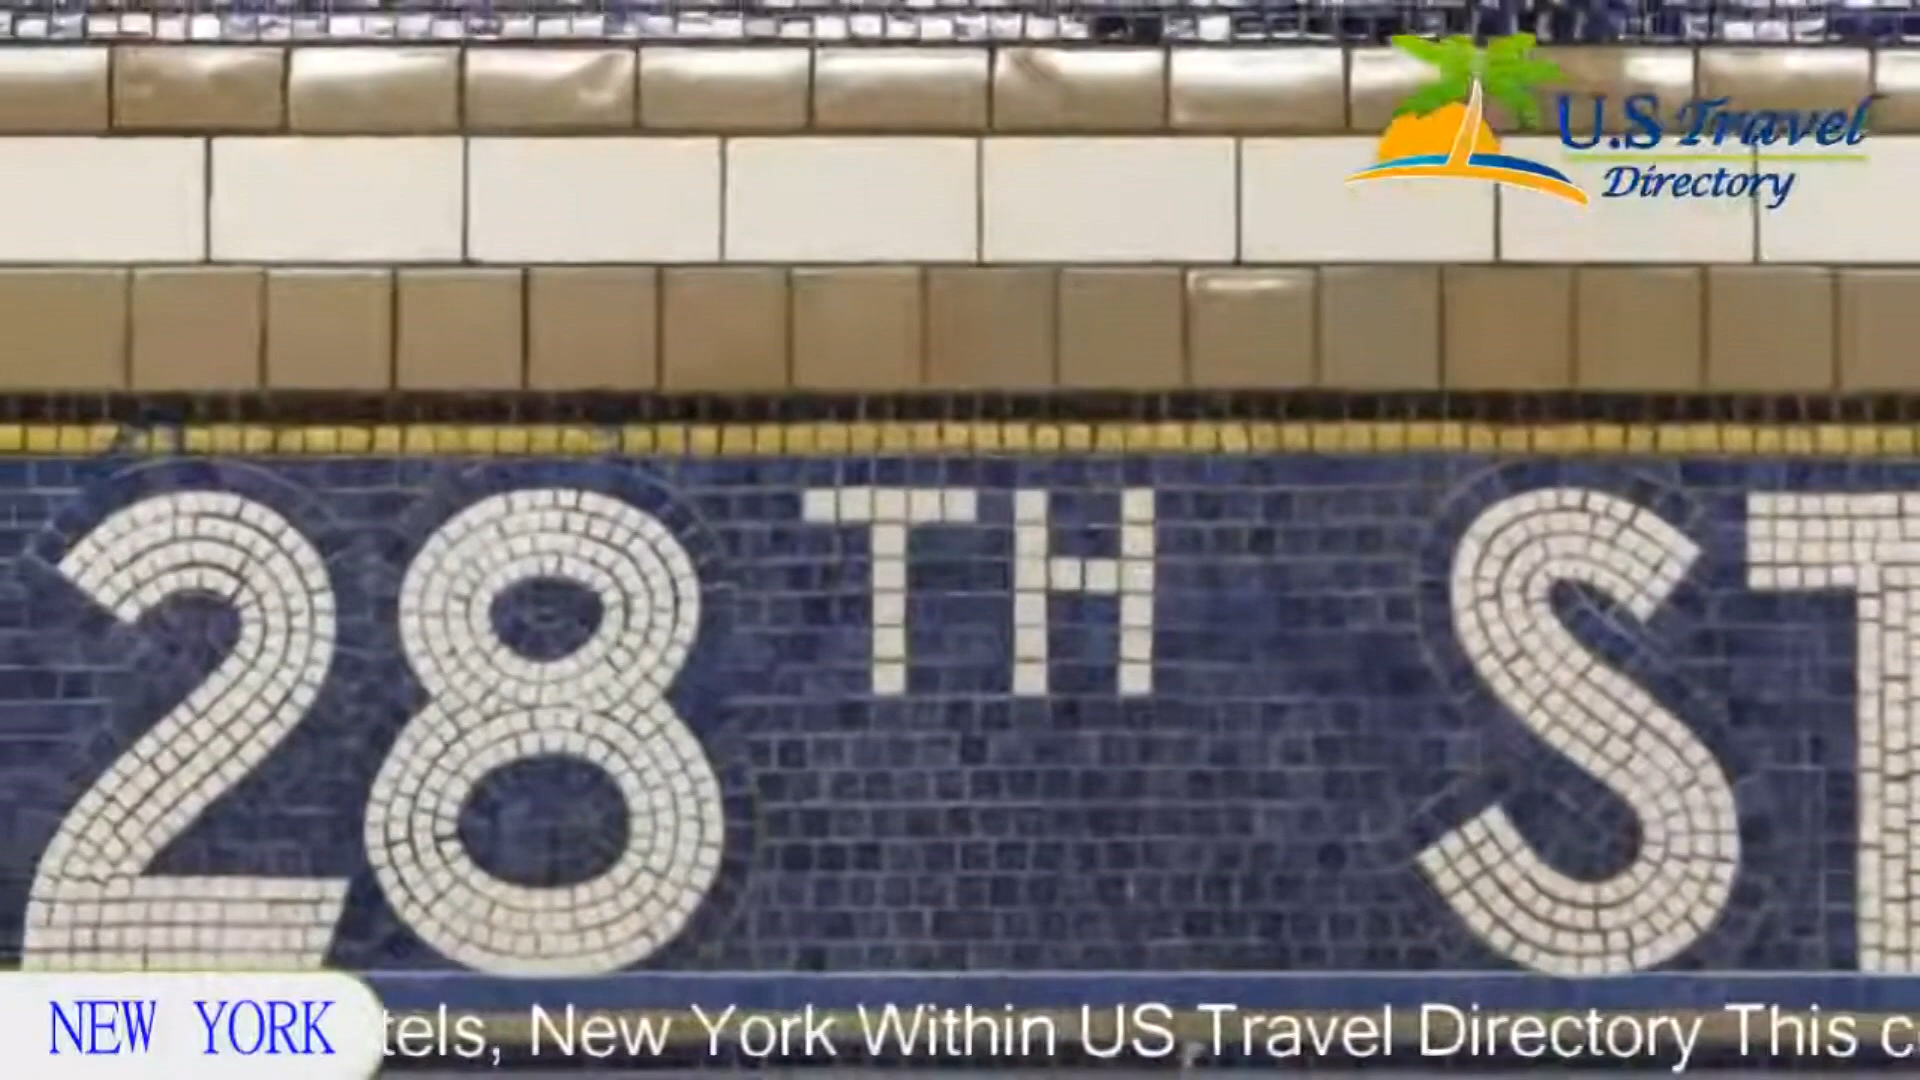 U.S Travel
Directory
28TH ST
NEW YORK
tels, New York Within US Travel Directory This c